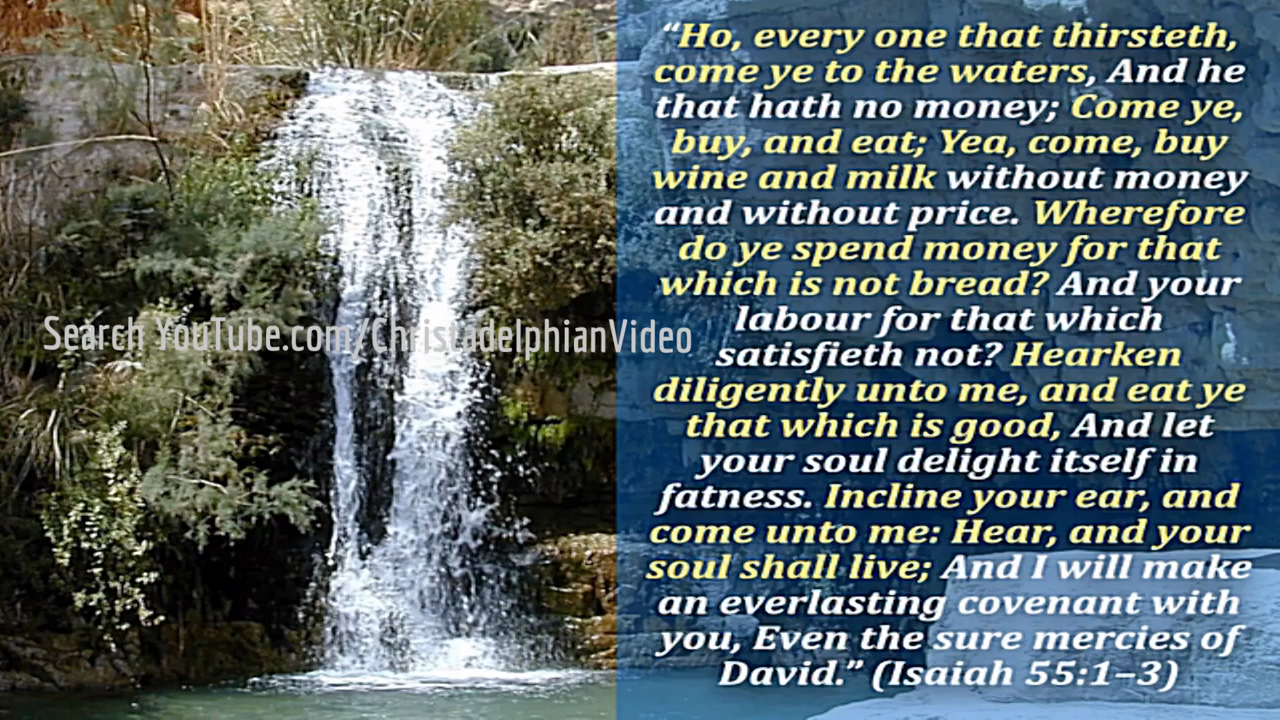 “Ho, every one that thirsteth,
come ye to the waters, And he
that hath no money; Come ye,
buy, and eat; Yea, come, buy
wine and milk without money
and without price. Wherefore
do ye spend money for that
which is not bread? And your
labour for that which
satisfieth not? Hearken
diligently unto me, and eat ye
that which is good, And let
your soul delight itself in
fatness. Incline your ear, and
come unto me: Hear, and your
soul shall live; And I will make
an everlasting covenant with
you, Even the sure mercies of
David.” (Isaiah 55:1–3)
Search YouTube.com/ChristadelphianVideo